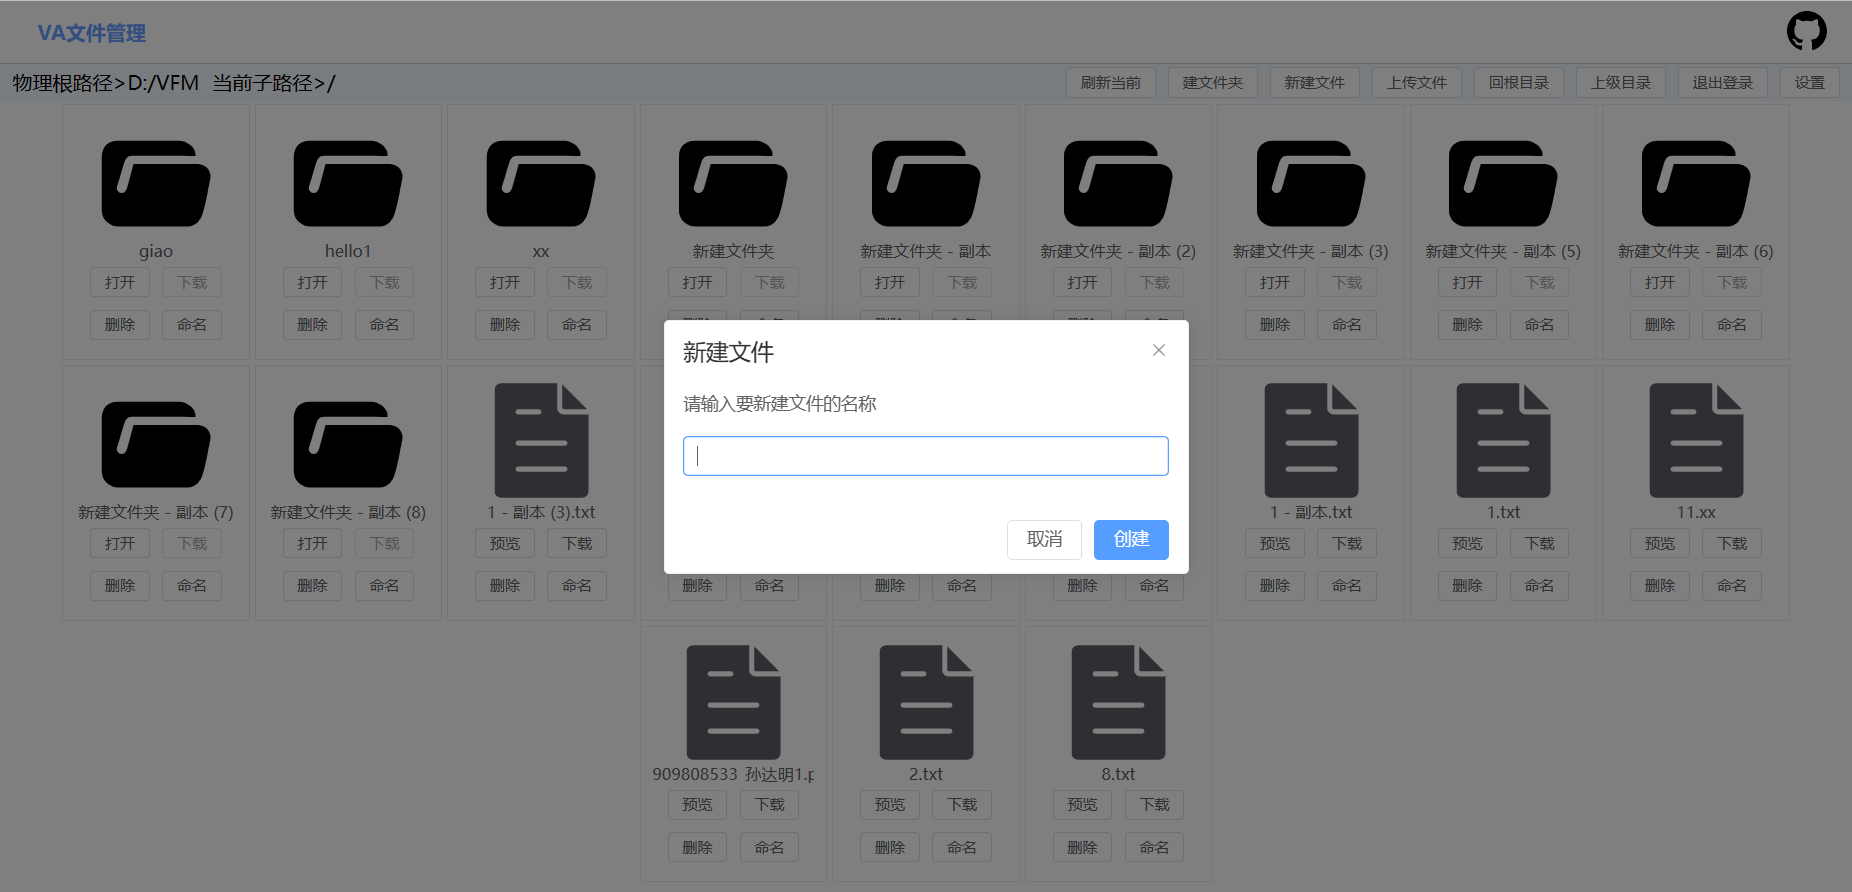 VA文件管理
物理根路径>D:/VFM 当前子路径>/
刷新当前 建文件夹 新建文件 上传文件 回根目录 上级目录 退出登录 设置
giao hello1 xx 新建文件夹 新建文件夹 - 副本 新建文件夹 - 副本 (2) 新建文件夹 - 副本 (3) 新建文件夹 - 副本 (5) 新建文件夹 - 副本 (6)
打开 下载 打开 下载 打开 下载 打开 下载 打开 下载 打开 下载 打开 下载 打开 下载 打开 下载
删除 命名 删除 命名 删除 命名 删除 命名 删除 命名 删除 命名
新建文件
请输入要新建文件的名称
取消 创建
新建文件夹 - 副本 (7) 新建文件夹 - 副本 (8) 1 - 副本 (3).txt 1 - 副本.txt 1.txt 11.xx
打开 下载 打开 下载 预览 下载 预览 下载 预览 下载 预览 下载
删除 命名 删除 命名 删除 命名 删除 命名 删除 命名 删除 命名 删除 命名 删除 命名 删除 命名
909808533 孙达明1.p 2.txt 8.txt
预览 下载 预览 下载 预览 下载
删除 命名 删除 命名 删除 命名